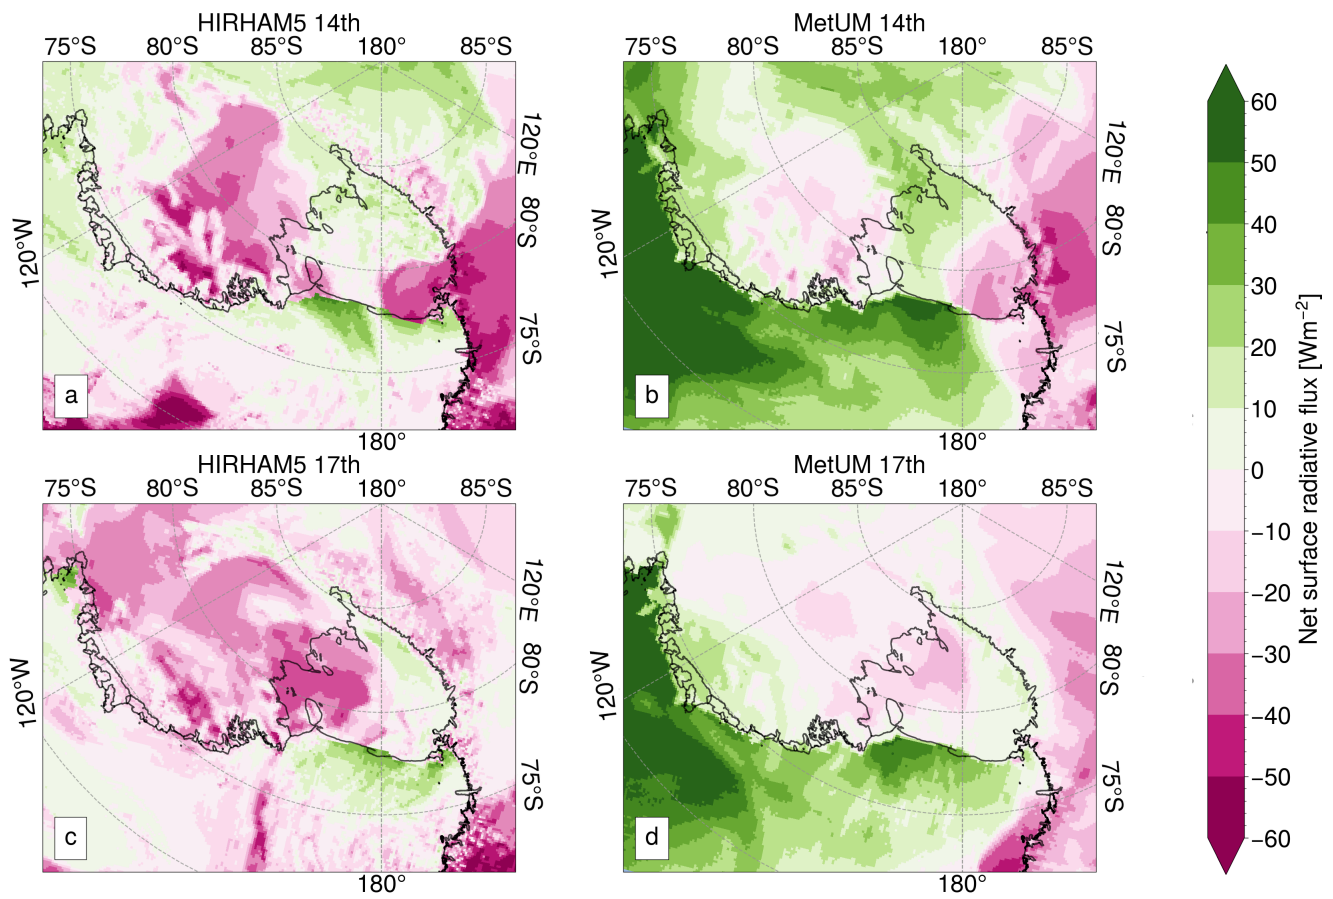 HIRHAM5 14th
75°S 80°S 85°S 180° 85°S
120°E
80°S
75°S
120°W
a
180°
MetUM 14th
75°S 80°S 85°S 180° 85°S
120°E
80°S
75°S
120°W
b
180°
HIRHAM5 17th
75°S 80°S 85°S 180° 85°S
120°E
80°S
75°S
120°W
c
180°
MetUM 17th
75°S 80°S 85°S 180° 85°S
120°E
80°S
75°S
120°W
d
180°
60
50
40
30
20
10
0
−10
−20
−30
−40
−50
−60
Net surface radiative flux [Wm⁻²]